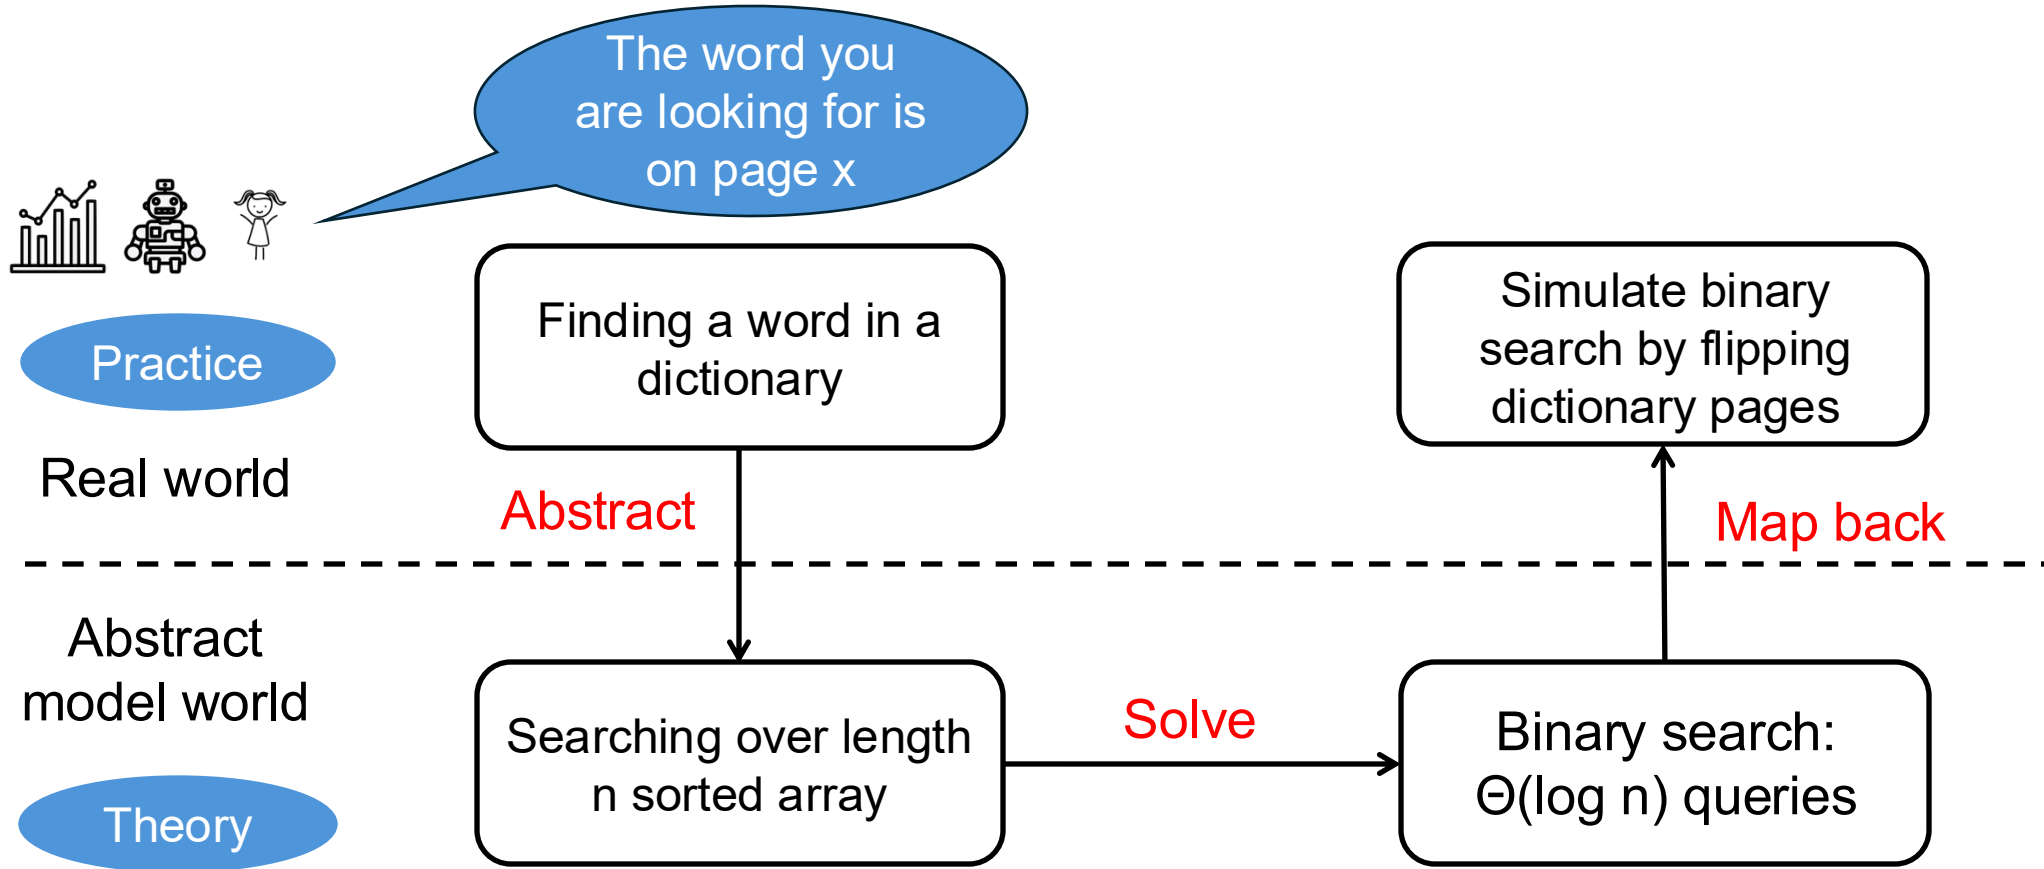 The word you
are looking for is
on page x
Practice
Real world
Finding a word in a
dictionary
Simulate binary
search by flipping
dictionary pages
Abstract
Map back
Abstract
model world
Theory
Searching over length
n sorted array
Solve
Binary search:
Θ(log n) queries